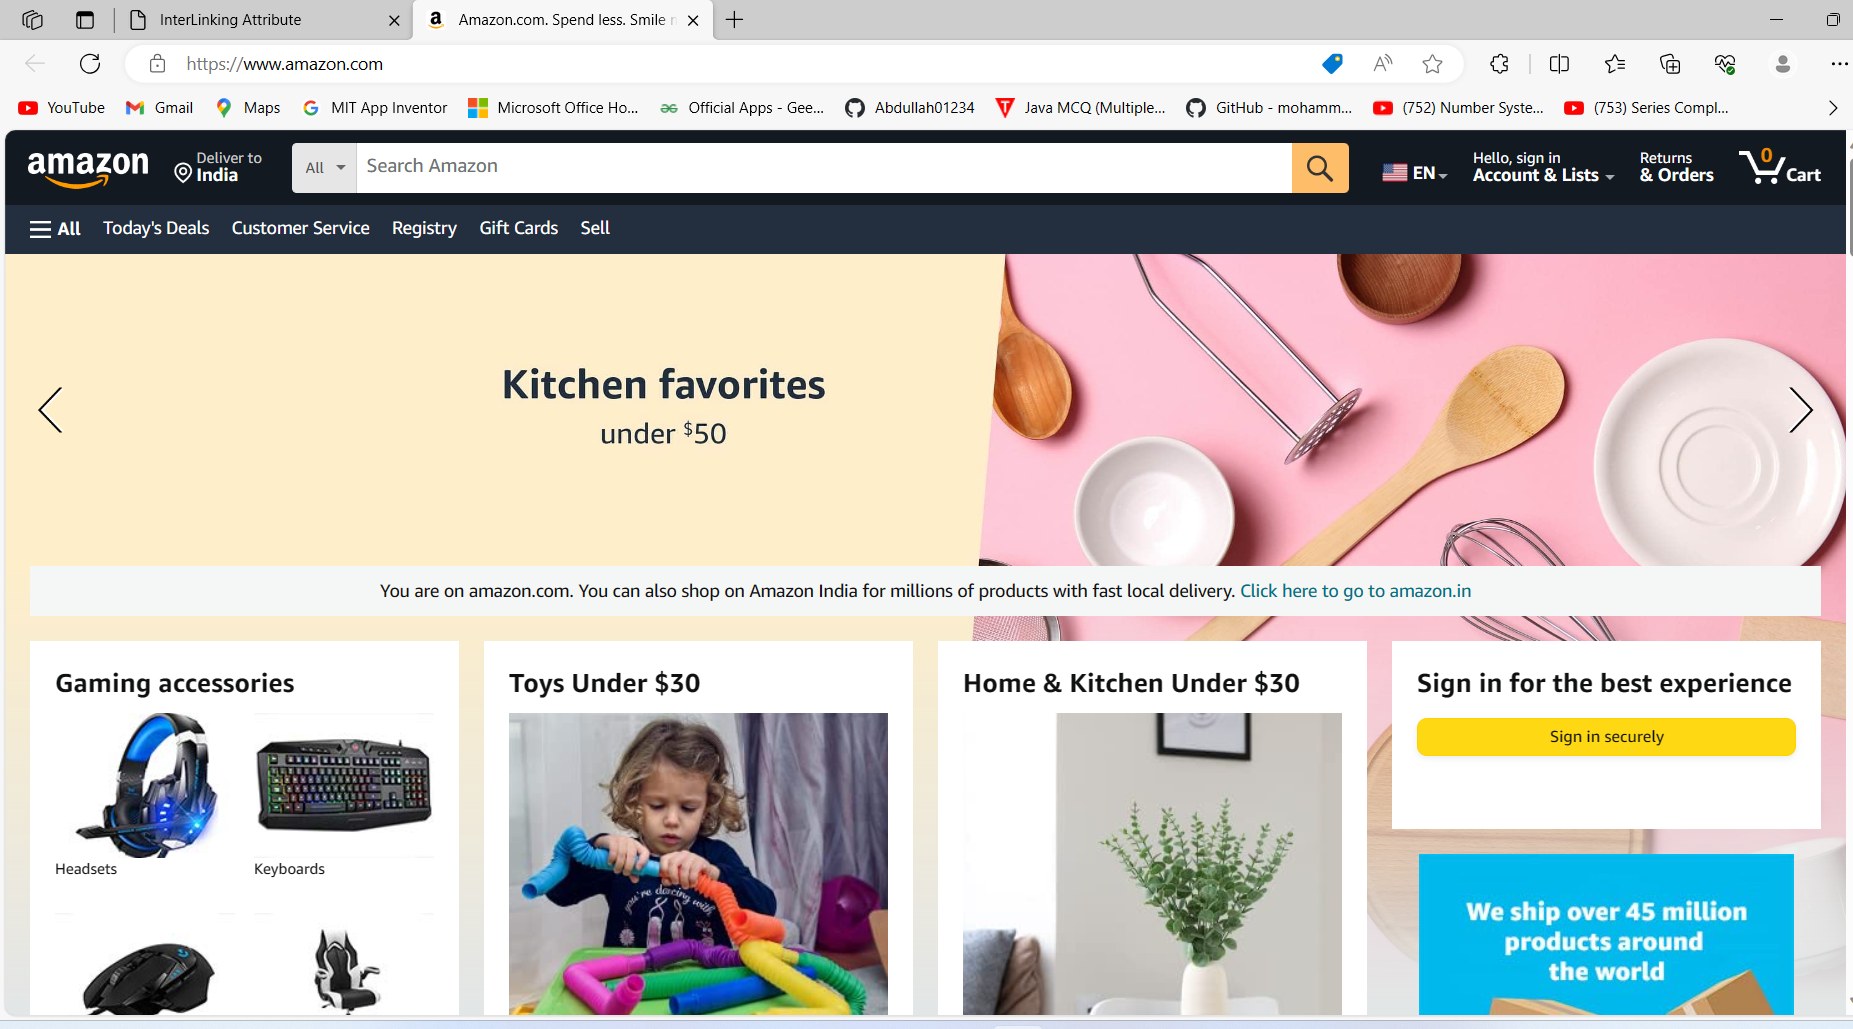 InterLinking Attribute
Amazon.com. Spend less. Smile
https://www.amazon.com
YouTube Gmail Maps MIT App Inventor Microsoft Office Ho... Official Apps - Gee... Abdullah01234 Java MCQ (Multiple... GitHub - mohamm... (752) Number Syste... (753) Series Compl...
amazon
Deliver to
India
All
Search Amazon
EN
Hello, sign in
Account & Lists
Returns
& Orders
0
Cart
All Today's Deals Customer Service Registry Gift Cards Sell
Kitchen favorites
under $50
You are on amazon.com. You can also shop on Amazon India for millions of products with fast local delivery. Click here to go to amazon.in
Gaming accessories
Headsets
Keyboards
Toys Under $30
you're dancing with
Home & Kitchen Under $30
Sign in for the best experience
Sign in securely
We ship over 45 million
products around
the world